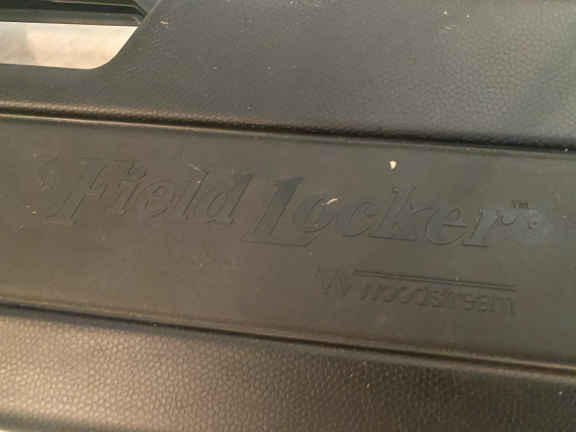 Field Locker™
W woodstream